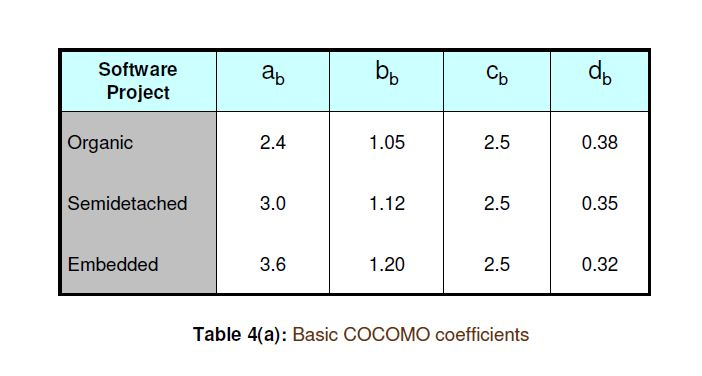 Software Project a_b b_b c_b d_b
Organic 2.4 1.05 2.5 0.38
Semidetached 3.0 1.12 2.5 0.35
Embedded 3.6 1.20 2.5 0.32
Table 4(a): Basic COCOMO coefficients